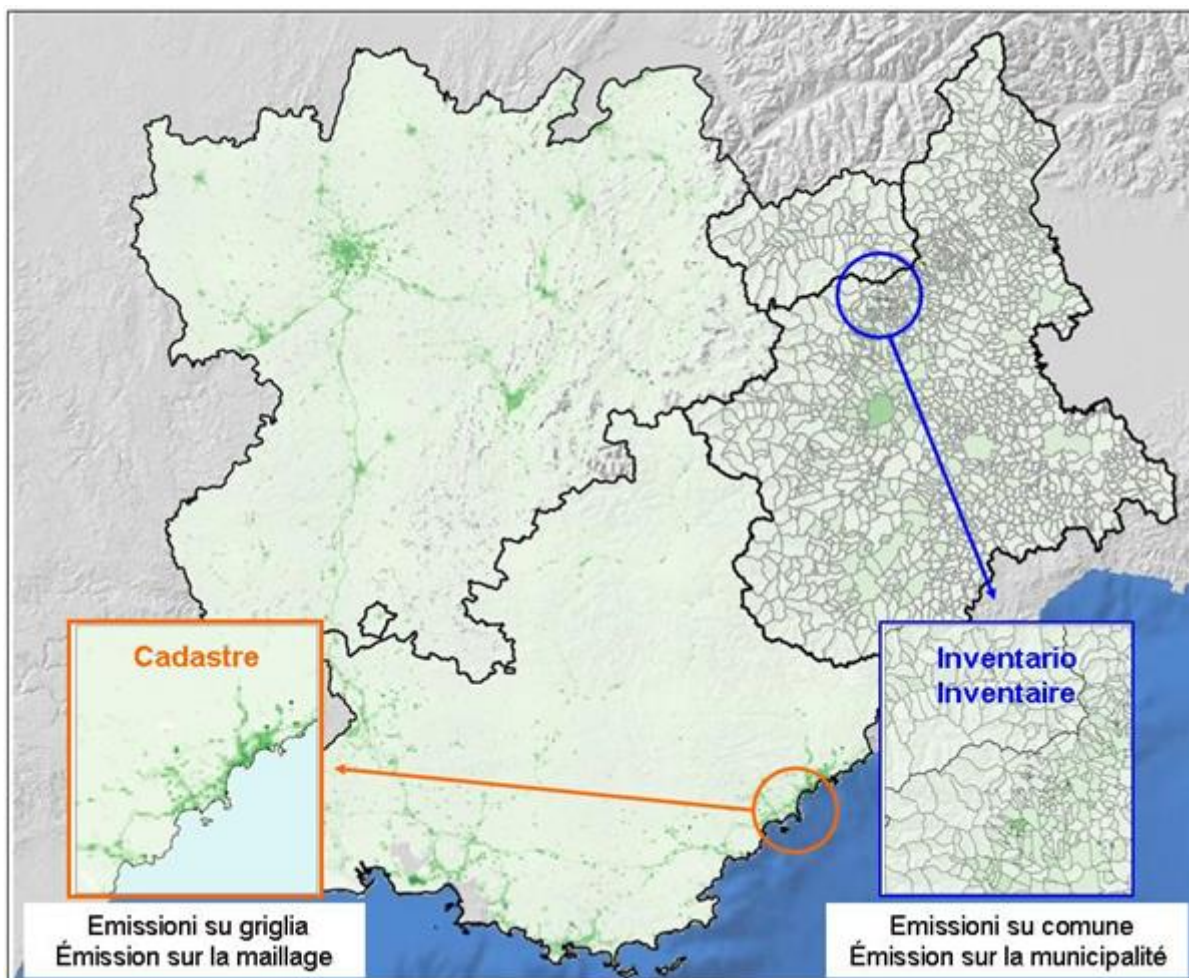 Cadastre
Inventario
Inventaire
Emissioni su griglia
Émission sur la maillage
Emissioni su comune
Émission sur la municipalité